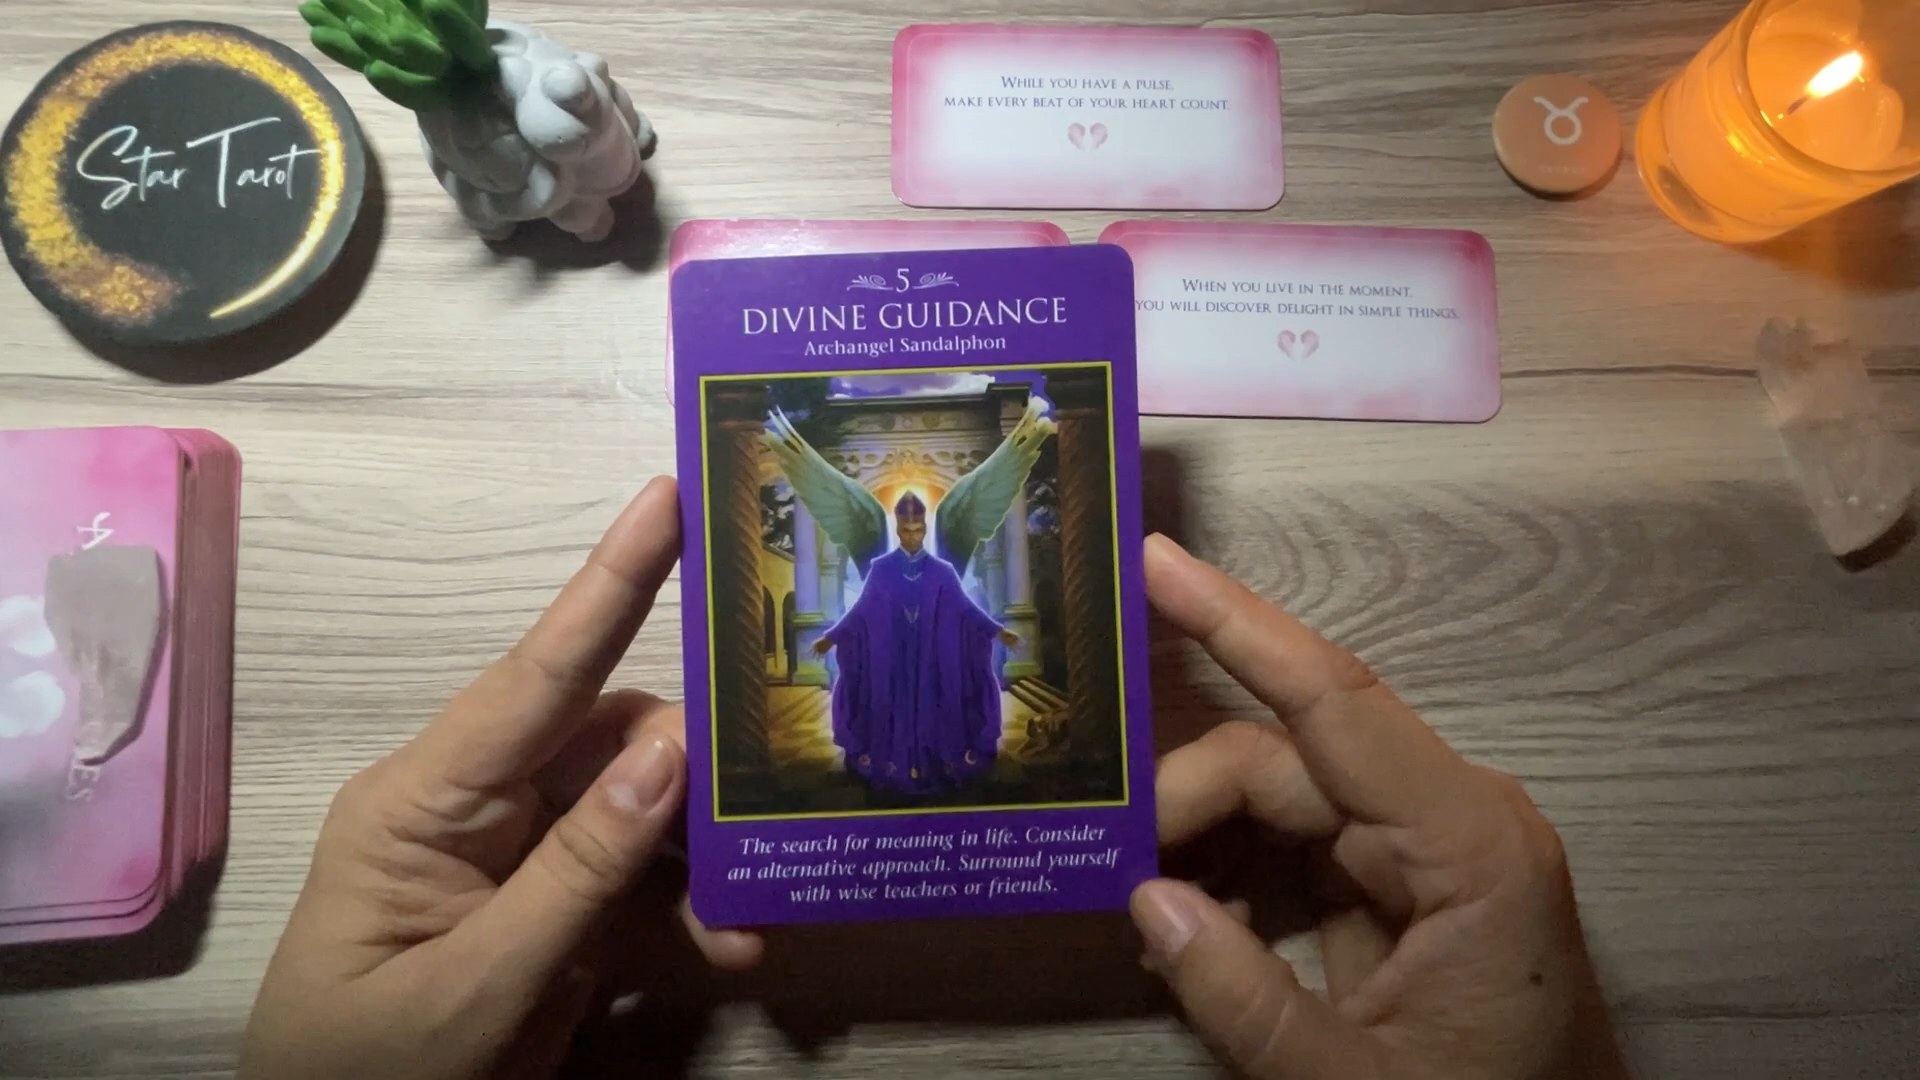 Star Tarot
WHILE YOU HAVE A PULSE,
MAKE EVERY BEAT OF YOUR HEART COUNT.
WHEN YOU LIVE IN THE MOMENT,
YOU WILL DISCOVER DELIGHT IN SIMPLE THINGS.
5
DIVINE GUIDANCE
Archangel Sandalphon
The search for meaning in life. Consider
an alternative approach. Surround yourself
with wise teachers or friends.